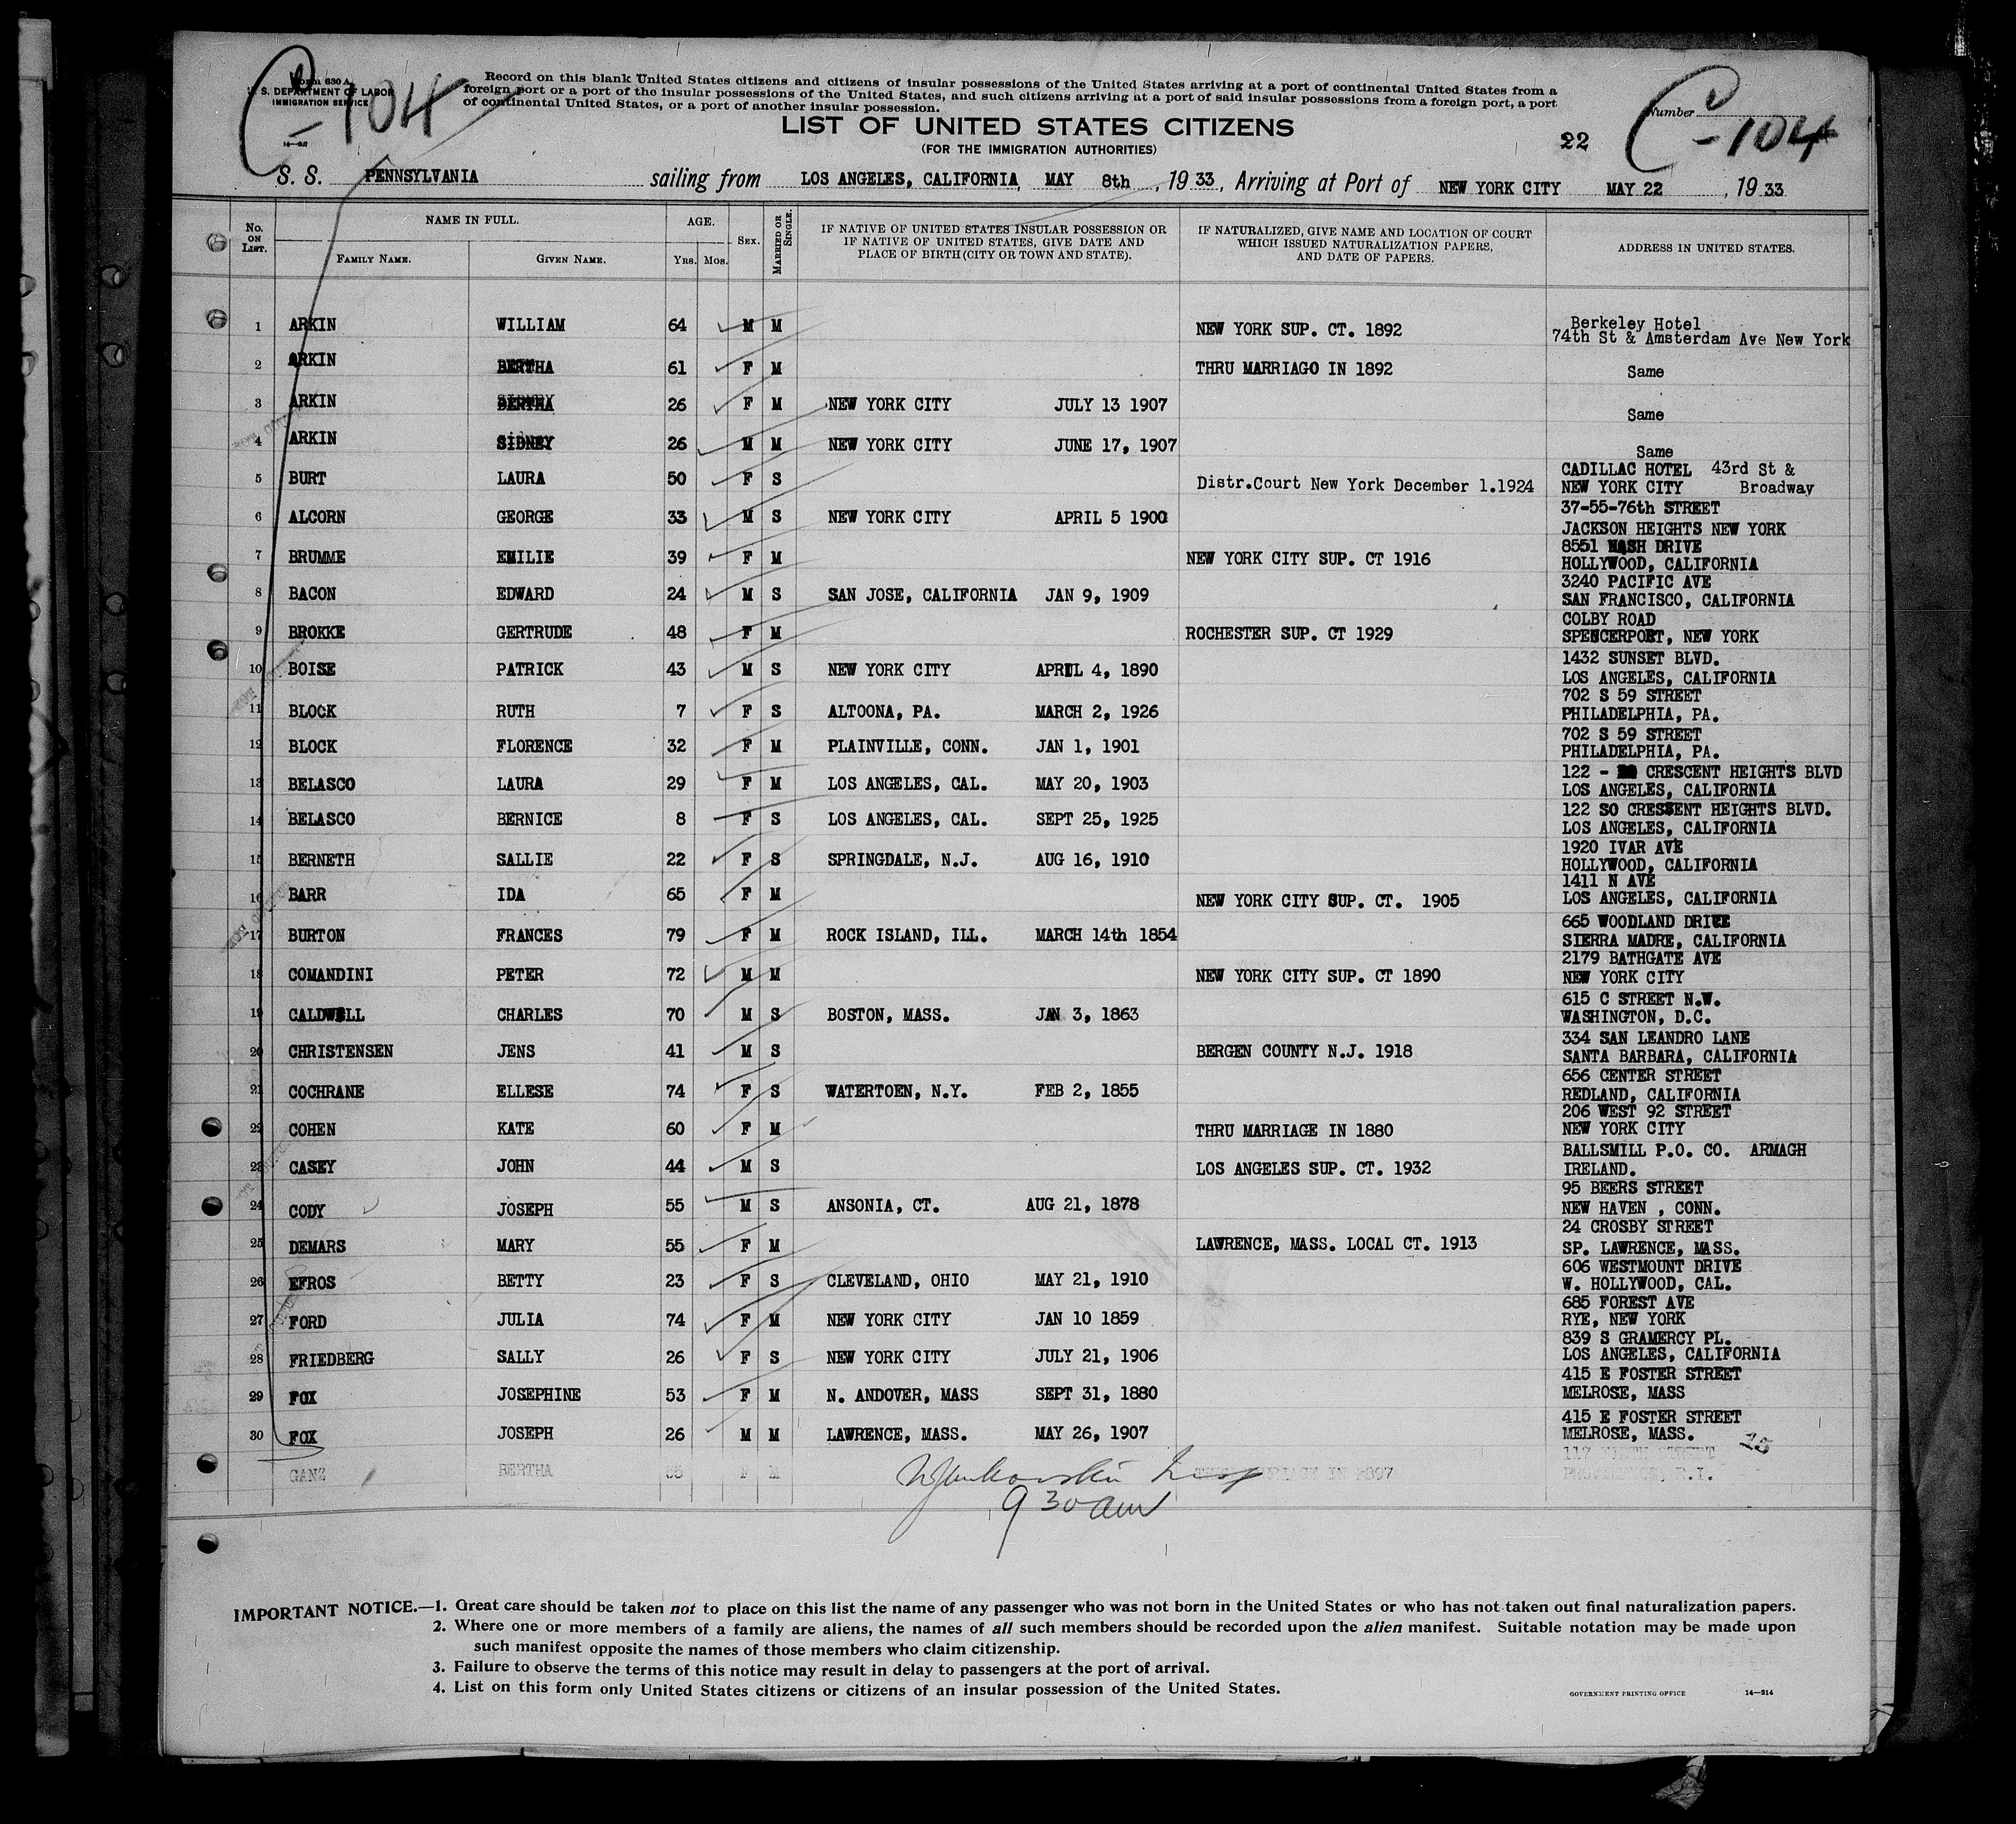 Form 630 A
U. S. DEPARTMENT OF LABOR
IMMIGRATION SERVICE
C-104
Record on this blank United States citizens and citizens of insular possessions of the United States arriving at a port of continental United States from a
foreign port or a port of the insular possessions of the United States, and such citizens arriving at a port of said insular possessions from a foreign port, a port
of continental United States, or a port of another insular possession.
Number
C-104
LIST OF UNITED STATES CITIZENS
(FOR THE IMMIGRATION AUTHORITIES)
22
S. S. PENNSYLVANIA sailing from LOS ANGELES, CALIFORNIA, MAY 8th, 19 33, Arriving at Port of NEW YORK CITY MAY 22, 19 33
No. ON LIST. NAME IN FULL. FAMILY NAME. GIVEN NAME. AGE. YRS. MOS. SEX. MARRIED OR SINGLE. IF NATIVE OF UNITED STATES INSULAR POSSESSION OR IF NATIVE OF UNITED STATES, GIVE DATE AND PLACE OF BIRTH (CITY OR TOWN AND STATE). IF NATURALIZED, GIVE NAME AND LOCATION OF COURT WHICH ISSUED NATURALIZATION PAPERS, AND DATE OF PAPERS. ADDRESS IN UNITED STATES.
1 ARKIN WILLIAM 64 M M NEW YORK SUP. CT. 1892 Berkeley Hotel
74th St & Amsterdam Ave New York
2 ARKIN BERTHA 61 F M THRU MARRIAGO IN 1892 Same
3 ARKIN 26 F M NEW YORK CITY JULY 13 1907 Same
4 ARKIN SIDNEY 26 M M NEW YORK CITY JUNE 17, 1907 Same
5 BURT LAURA 50 F S Distr.Court New York December 1.1924 CADILLAC HOTEL 43rd St &
NEW YORK CITY Broadway
6 ALCORN GEORGE 33 M S NEW YORK CITY APRIL 5 1900 37-55-76th STREET
JACKSON HEIGHTS NEW YORK
7 BRUMME EMILIE 39 F M NEW YORK CITY SUP. CT 1916 8551 NASH DRIVE
HOLLYWOOD, CALIFORNIA
8 BACON EDWARD 24 M S SAN JOSE, CALIFORNIA JAN 9, 1909 3240 PACIFIC AVE
SAN FRANCISCO, CALIFORNIA
9 BROKKE GERTRUDE 48 F M ROCHESTER SUP. CT 1929 COLBY ROAD
SPENCERPORT, NEW YORK
10 BOISE PATRICK 43 M S NEW YORK CITY APRIL 4, 1890 1432 SUNSET BLVD.
LOS ANGELES, CALIFORNIA
11 BLOCK RUTH 7 F S ALTOONA, PA. MARCH 2, 1926 702 S 59 STREET
PHILADELPHIA, PA.
12 BLOCK FLORENCE 32 F M PLAINVILLE, CONN. JAN 1, 1901 702 S 59 STREET
PHILADELPHIA, PA.
13 BELASCO LAURA 29 F M LOS ANGELES, CAL. MAY 20, 1903 122 - CRESCENT HEIGHTS BLVD
LOS ANGELES, CALIFORNIA
14 BELASCO BERNICE 8 F S LOS ANGELES, CAL. SEPT 25, 1925 122 SO CRESSENT HEIGHTS BLVD.
LOS ANGELES, CALIFORNIA
15 BERNETH SALLIE 22 F S SPRINGDALE, N.J. AUG 16, 1910 1920 IVAR AVE
HOLLYWOOD, CALIFORNIA
16 BARR IDA 65 F M NEW YORK CITY SUP. CT. 1905 1411 N AVE
LOS ANGELES, CALIFORNIA
17 BURTON FRANCES 79 F M ROCK ISLAND, ILL. MARCH 14th 1854 665 WOODLAND DRIVE
SIERRA MADRE, CALIFORNIA
18 COMANDINI PETER 72 M M NEW YORK CITY SUP. CT 1890 2179 BATHGATE AVE
NEW YORK CITY
19 CALDWELL CHARLES 70 M S BOSTON, MASS. JAN 3, 1863 615 C STREET N.W.
WASHINGTON, D.C.
20 CHRISTENSEN JENS 41 M S BERGEN COUNTY N.J. 1918 334 SAN LEANDRO LANE
SANTA BARBARA, CALIFORNIA
21 COCHRANE ELLESE 74 F S WATERTOEN, N.Y. FEB 2, 1855 656 CENTER STREET
REDLAND, CALIFORNIA
22 COHEN KATE 60 F M THRU MARRIAGE IN 1880 206 WEST 92 STREET
NEW YORK CITY
23 CASEY JOHN 44 M S LOS ANGELES SUP. CT. 1932 BALLSMILL P.O. CO. ARMAGH
IRELAND.
24 CODY JOSEPH 55 M S ANSONIA, CT. AUG 21, 1878 95 BEERS STREET
NEW HAVEN , CONN.
25 DEMARS MARY 55 F M LAWRENCE, MASS. LOCAL CT. 1913 24 CROSBY STREET
SP. LAWRENCE, MASS.
26 EFROS BETTY 23 F S CLEVELAND, OHIO MAY 21, 1910 606 WESTMOUNT DRIVE
W. HOLLYWOOD, CAL.
27 FORD JULIA 74 F M NEW YORK CITY JAN 10 1859 685 FOREST AVE
RYE, NEW YORK
28 FRIEDBERG SALLY 26 F S NEW YORK CITY JULY 21, 1906 839 S GRAMERCY PL.
LOS ANGELES, CALIFORNIA
29 FOX JOSEPHINE 53 F M N. ANDOVER, MASS SEPT 31, 1880 415 E FOSTER STREET
MELROSE, MASS
30 FOX JOSEPH 26 M M LAWRENCE, MASS. MAY 26, 1907 415 E FOSTER STREET
MELROSE, MASS.
GANZ BERTHA F M IN 1897 R.I.
9 30 am
IMPORTANT NOTICE.—1. Great care should be taken not to place on this list the name of any passenger who was not born in the United States or who has not taken out final naturalization papers.
2. Where one or more members of a family are aliens, the names of all such members should be recorded upon the alien manifest. Suitable notation may be made upon
such manifest opposite the names of those members who claim citizenship.
3. Failure to observe the terms of this notice may result in delay to passengers at the port of arrival.
4. List on this form only United States citizens or citizens of an insular possession of the United States.
GOVERNMENT PRINTING OFFICE 14—214